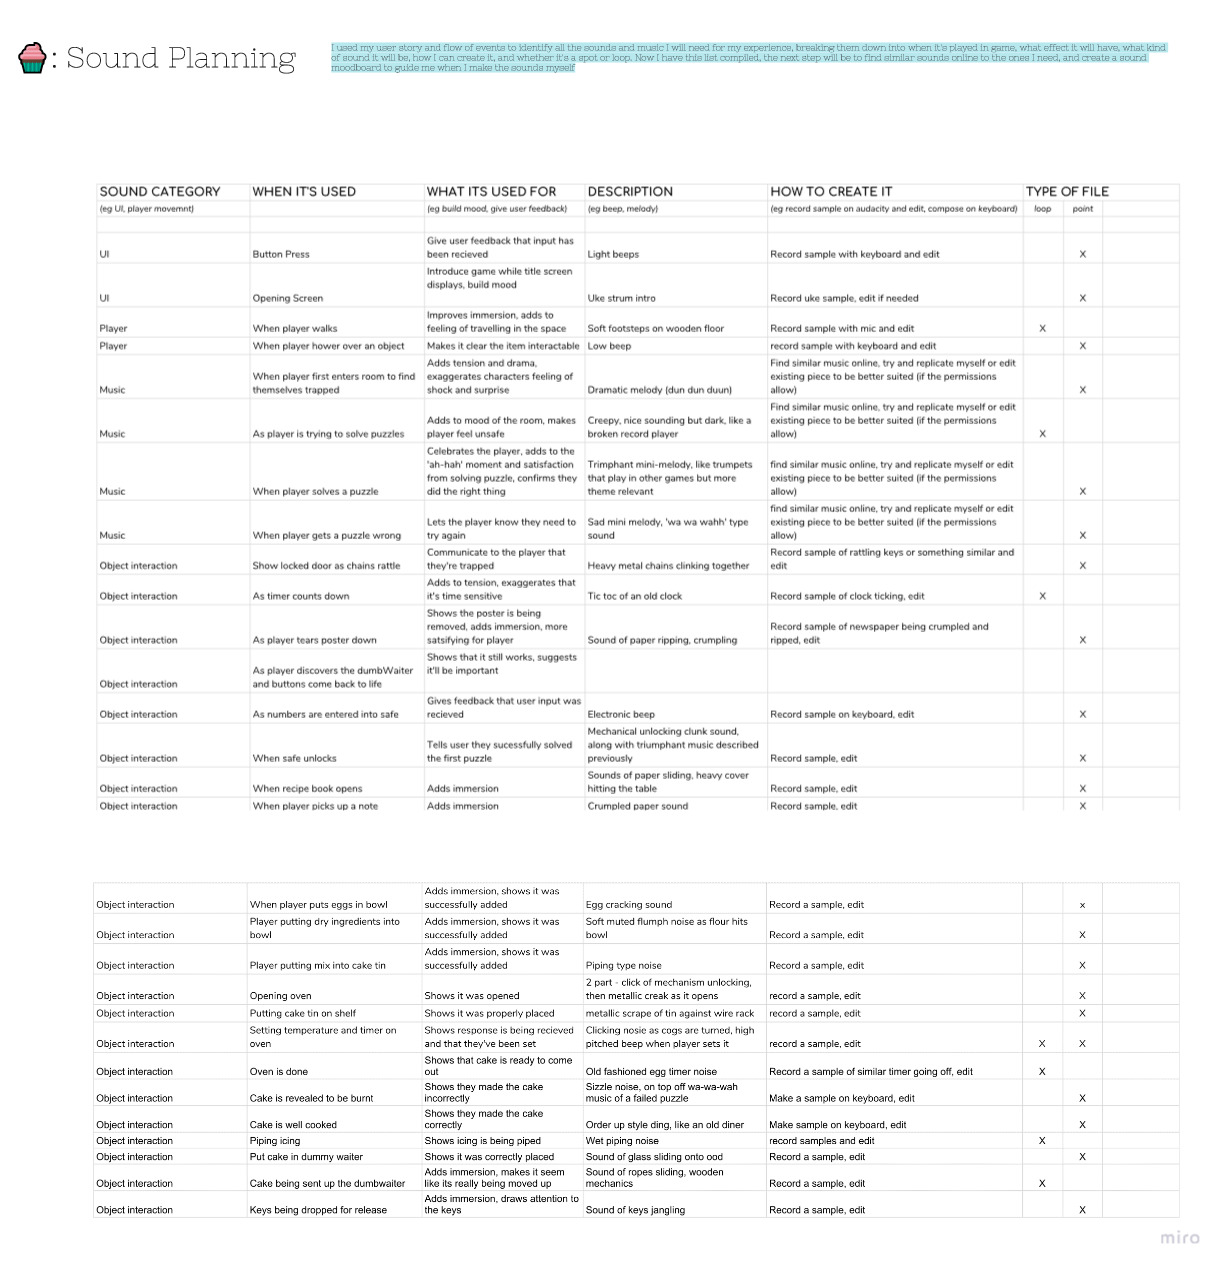 : Sound Planning
I used my user story and flow of events to identify all the sounds and music I will need for my experience, breaking them down into when it's played in game, what effect it will have, what kind
of sound it will be, how I can create it, and whether it's a spot or loop. Now I have this list compiled, the next step will be to find similar sounds online to the ones I need, and create a sound
moodboard to guide me when I make the sounds myself
SOUND CATEGORY WHEN IT'S USED WHAT ITS USED FOR DESCRIPTION HOW TO CREATE IT TYPE OF FILE
(eg UI, player movemnt) (eg build mood, give user feedback) (eg beep, melody) (eg record sample on audacity and edit, compose on keyboard) loop point
Give user feedback that input has
UI Button Press been recieved Light beeps Record sample with keyboard and edit X
Introduce game while title screen
displays, build mood
UI Opening Screen Uke strum intro Record uke sample, edit if needed X
Improves immersion, adds to
Player When player walks feeling of travelling in the space Soft footsteps on wooden floor Record sample with mic and edit X
Player When player hower over an object Makes it clear the item interactable Low beep record sample with keyboard and edit X
Adds tension and drama, Find similar music online, try and replicate myself or edit
When player first enters room to find exaggerates characters feeling of existing piece to be better suited (if the permissions
Music themselves trapped shock and surprise Dramatic melody (dun dun duun) allow) X
Find similar music online, try and replicate myself or edit
Adds to mood of the room, makes Creepy, nice sounding but dark, like a existing piece to be better suited (if the permissions
Music As player is trying to solve puzzles player feel unsafe broken record player allow) X
Celebrates the player, adds to the
'ah-hah' moment and satisfaction Trimphant mini-melody, like trumpets find similar music online, try and replicate myself or edit
from solving puzzle, confirms they that play in other games but more existing piece to be better suited (if the permissions
Music When player solves a puzzle did the right thing theme relevant allow) X
find similar music online, try and replicate myself or edit
Lets the player know they need to Sad mini melody, 'wa wa wahh' type existing piece to be better suited (if the permissions
Music When player gets a puzzle wrong try again sound allow) X
Communicate to the player that Record sample of rattling keys or something similar and
Object interaction Show locked door as chains rattle they're trapped Heavy metal chains clinking together edit X
Adds to tension, exaggerates that
Object interaction As timer counts down it's time sensitive Tic toc of an old clock Record sample of clock ticking, edit X
Shows the poster is being
removed, adds immersion, more Record sample of newspaper being crumpled and
Object interaction As player tears poster down satsifying for player Sound of paper ripping, crumpling ripped, edit X
Shows that it still works, suggests
As player discovers the dumbWaiter it'll be important
Object interaction and buttons come back to life
Gives feedback that user input was
Object interaction As numbers are entered into safe recieved Electronic beep Record sample on keyboard, edit X
Mechanical unlocking clunk sound,
Tells user they sucessfully solved along with triumphant music described
Object interaction When safe unlocks the first puzzle previously Record sample, edit X
Sounds of paper sliding, heavy cover
Object interaction When recipe book opens Adds immersion hitting the table Record sample, edit X
Object interaction When player picks up a note Adds immersion Crumpled paper sound Record sample, edit X
Adds immersion, shows it was
Object interaction When player puts eggs in bowl successfully added Egg cracking sound Record a sample, edit x
Player putting dry ingredients into Adds immersion, shows it was Soft muted flumph noise as flour hits
Object interaction bowl successfully added bowl Record a sample, edit X
Adds immersion, shows it was
Object interaction Player putting mix into cake tin successfully added Piping type noise Record a sample, edit X
2 part - click of mechanism unlocking,
Object interaction Opening oven Shows it was opened then metallic creak as it opens record a sample, edit X
Object interaction Putting cake tin on shelf Shows it was properly placed metallic scrape of tin against wire rack record a sample, edit X
Setting temperature and timer on Shows response is being recieved Clicking nosie as cogs are turned, high
Object interaction oven and that they've been set pitched beep when player sets it record a sample, edit X X
Shows that cake is ready to come
Object interaction Oven is done out Old fashioned egg timer noise Record a sample of similar timer going off, edit X
Shows they made the cake Sizzle noise, on top off wa-wa-wah
Object interaction Cake is revealed to be burnt incorrectly music of a failed puzzle Make a sample on keyboard, edit X
Shows they made the cake
Object interaction Cake is well cooked correctly Order up style ding, like an old diner Make sample on keyboard, edit X
Object interaction Piping icing Shows icing is being piped Wet piping noise record samples and edit X
Object interaction Put cake in dummy waiter Shows it was correctly placed Sound of glass sliding onto ood Record a sample, edit X
Adds immersion, makes it seem Sound of ropes sliding, wooden
Object interaction Cake being sent up the dumbwaiter like its really being moved up mechanics Record a sample, edit X
Adds immersion, draws attention to
Object interaction Keys being dropped for release the keys Sound of keys jangling Record a sample, edit X
miro